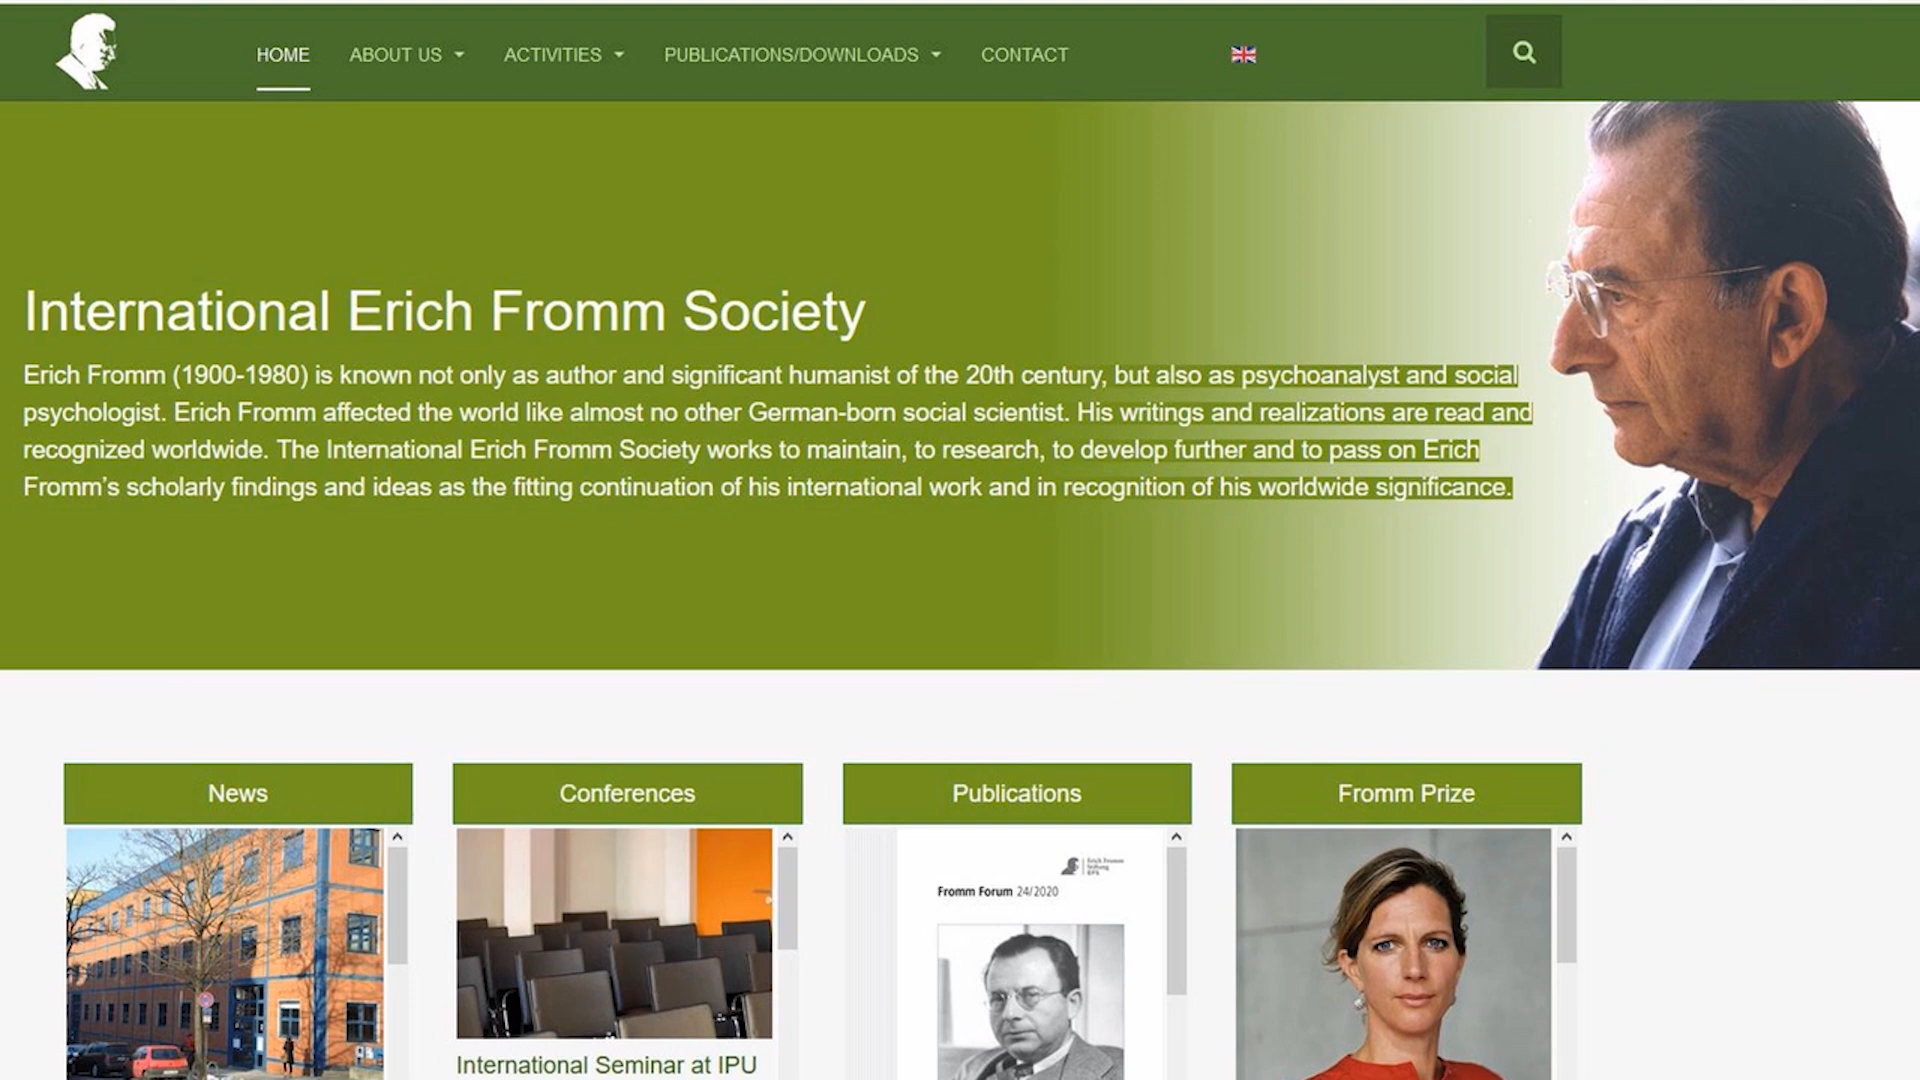 HOME ABOUT US ACTIVITIES PUBLICATIONS/DOWNLOADS CONTACT
International Erich Fromm Society
Erich Fromm (1900-1980) is known not only as author and significant humanist of the 20th century, but also as psychoanalyst and social
psychologist. Erich Fromm affected the world like almost no other German-born social scientist. His writings and realizations are read and
recognized worldwide. The International Erich Fromm Society works to maintain, to research, to develop further and to pass on Erich
Fromm’s scholarly findings and ideas as the fitting continuation of his international work and in recognition of his worldwide significance.
News
Conferences
Publications
Fromm Prize
Erich Fromm
Stiftung
Fromm Forum 24/2020
International Seminar at IPU